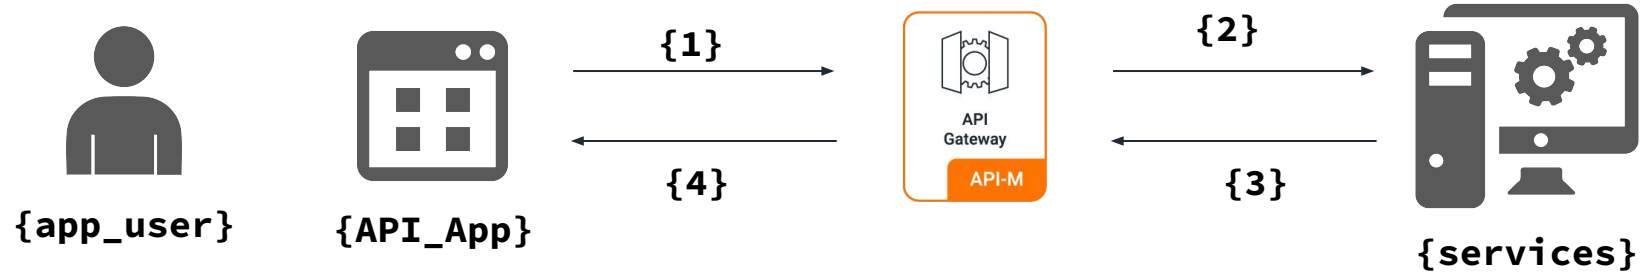 {1}
{2}
API
Gateway
API-M
{4}
{3}
{app_user}
{API_App}
{services}